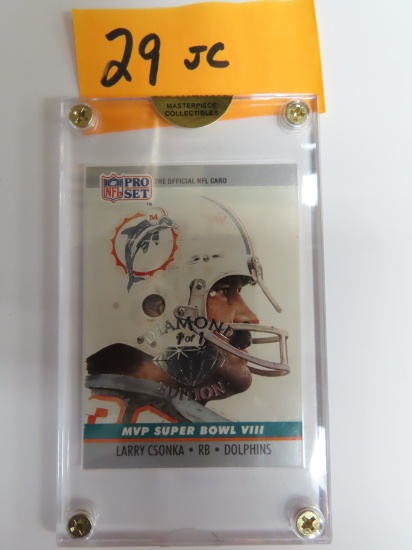 29 JC
MASTERPIECE
COLLECTIBLES
NFL
PRO
SET
THE OFFICIAL NFL CARD
M
DIAMOND
1 of 1
EDITION
MVP SUPER BOWL VIII
LARRY CSONKA • RB • DOLPHINS